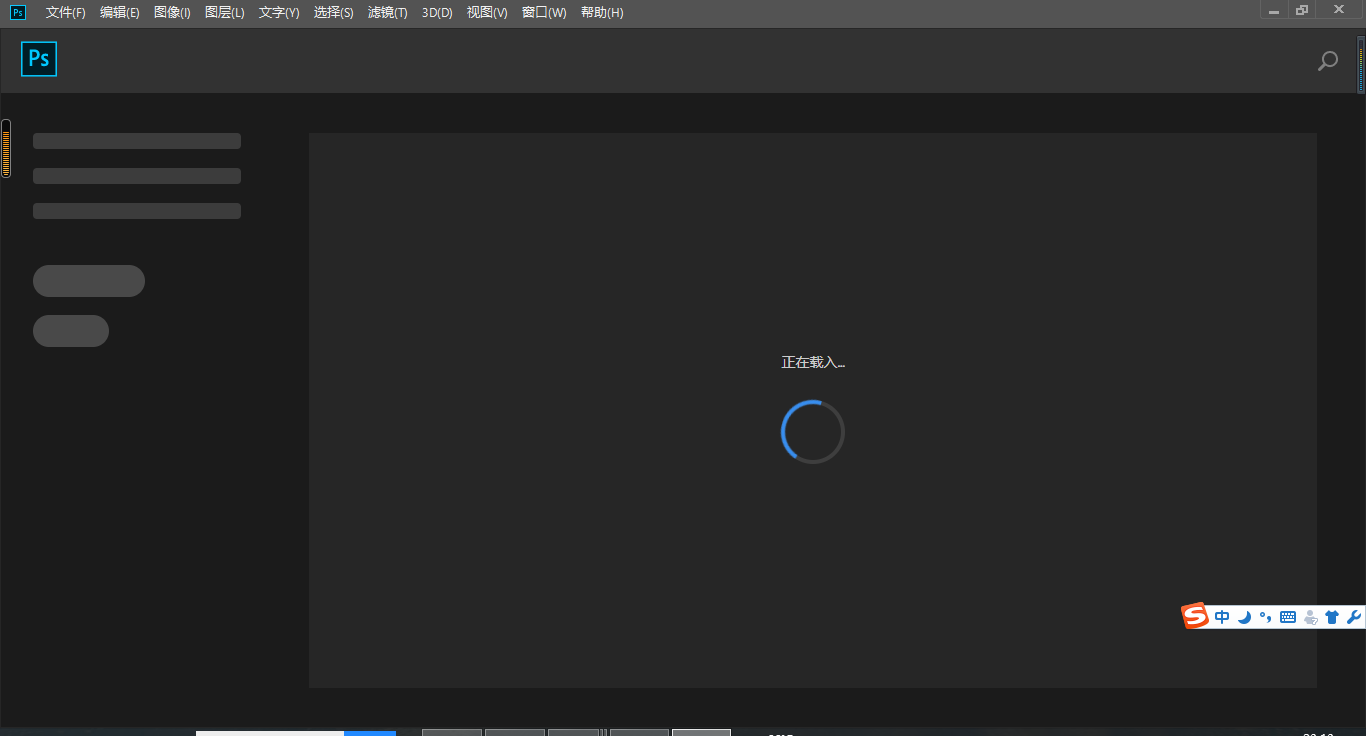 Ps 文件(F) 编辑(E) 图像(I) 图层(L) 文字(Y) 选择(S) 滤镜(T) 3D(D) 视图(V) 窗口(W) 帮助(H)
Ps
正在载入...
S 中